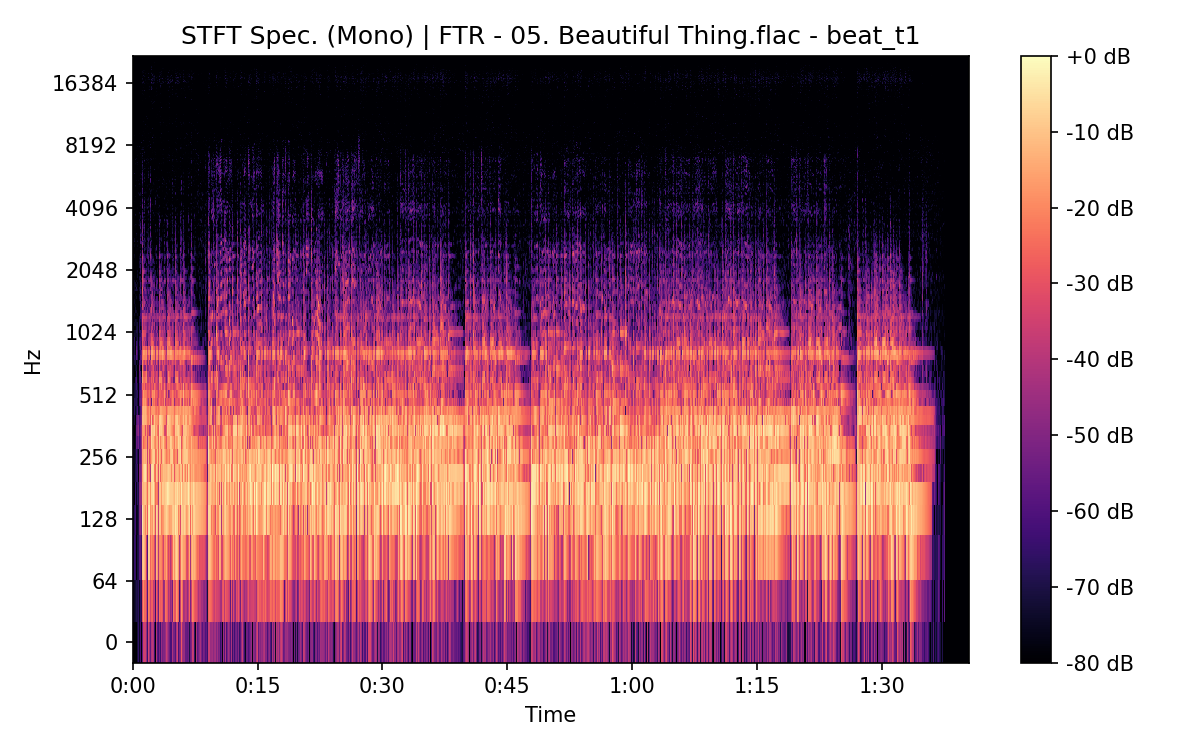 STFT Spec. (Mono) | FTR - 05. Beautiful Thing.flac - beat_t1
Hz
16384
8192
4096
2048
1024
512
256
128
64
0
0:00 0:15 0:30 0:45 1:00 1:15 1:30
Time
+0 dB
-10 dB
-20 dB
-30 dB
-40 dB
-50 dB
-60 dB
-70 dB
-80 dB